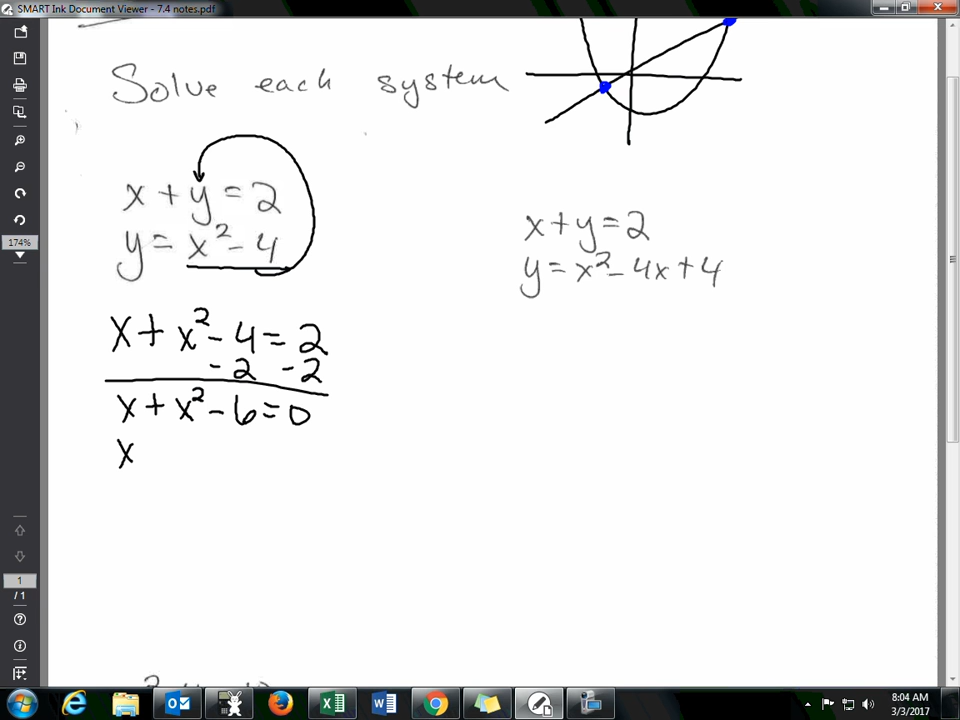 SMART Ink Document Viewer - 7.4 notes.pdf
Solve each system
x + y = 2
y = x² - 4
x + x² - 4 = 2
- 2 - 2
x + x² - 6 = 0
x
x + y = 2
y = x² - 4x + 4
174%
1
/ 1
8:04 AM
3/3/2017